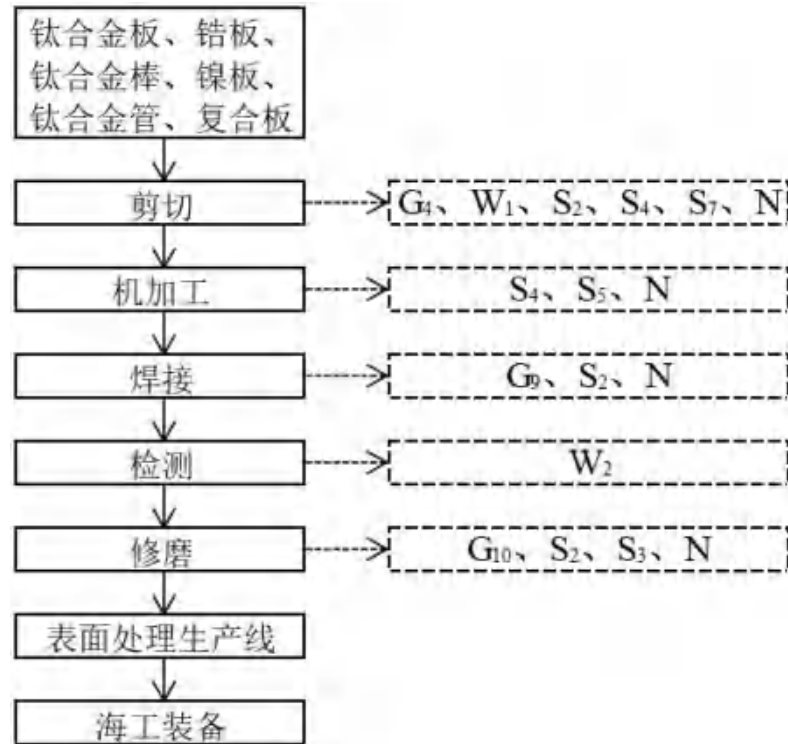 钛合金板、锆板、
钛合金棒、镍板、
钛合金管、复合板
剪切
G₄、W₁、S₂、S₄、S₇、N
机加工
S₄、S₅、N
焊接
G₉、S₂、N
检测
W₂
修磨
G₁₀、S₂、S₃、N
表面处理生产线
海工装备